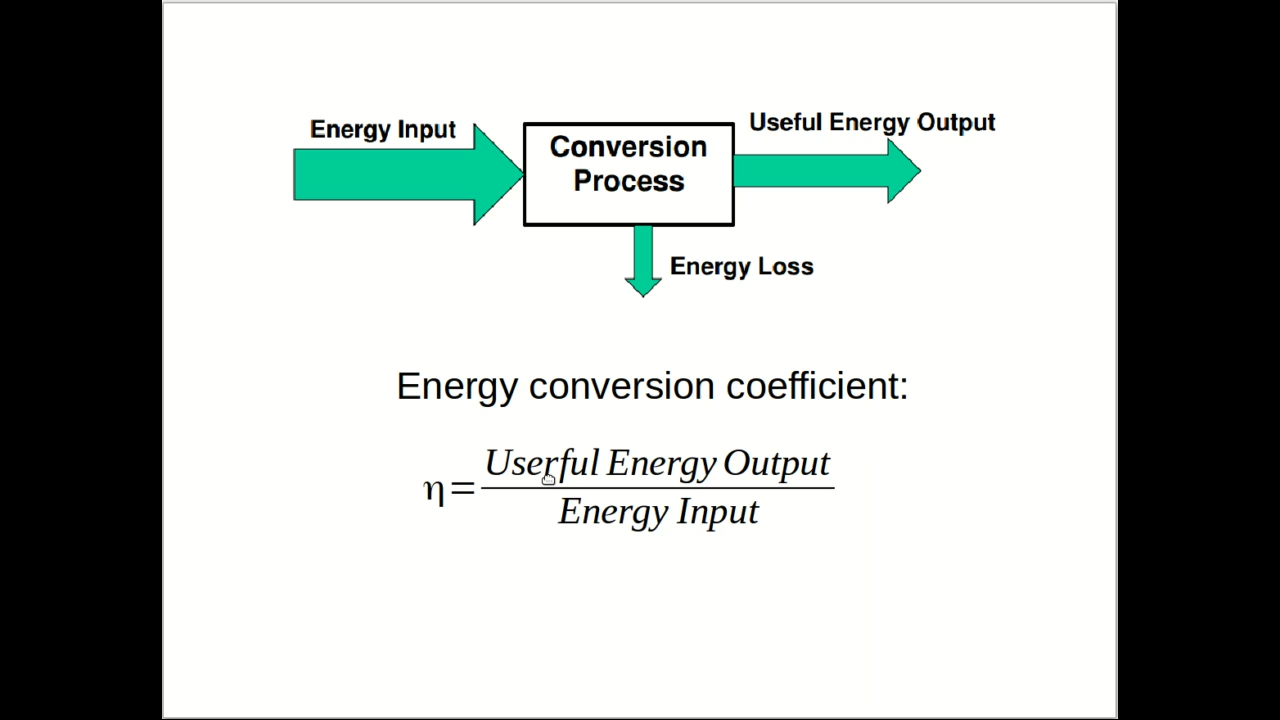 Energy Input
Conversion
Process
Useful Energy Output
Energy Loss
Energy conversion coefficient:
η=
Userful Energy Output
Energy Input